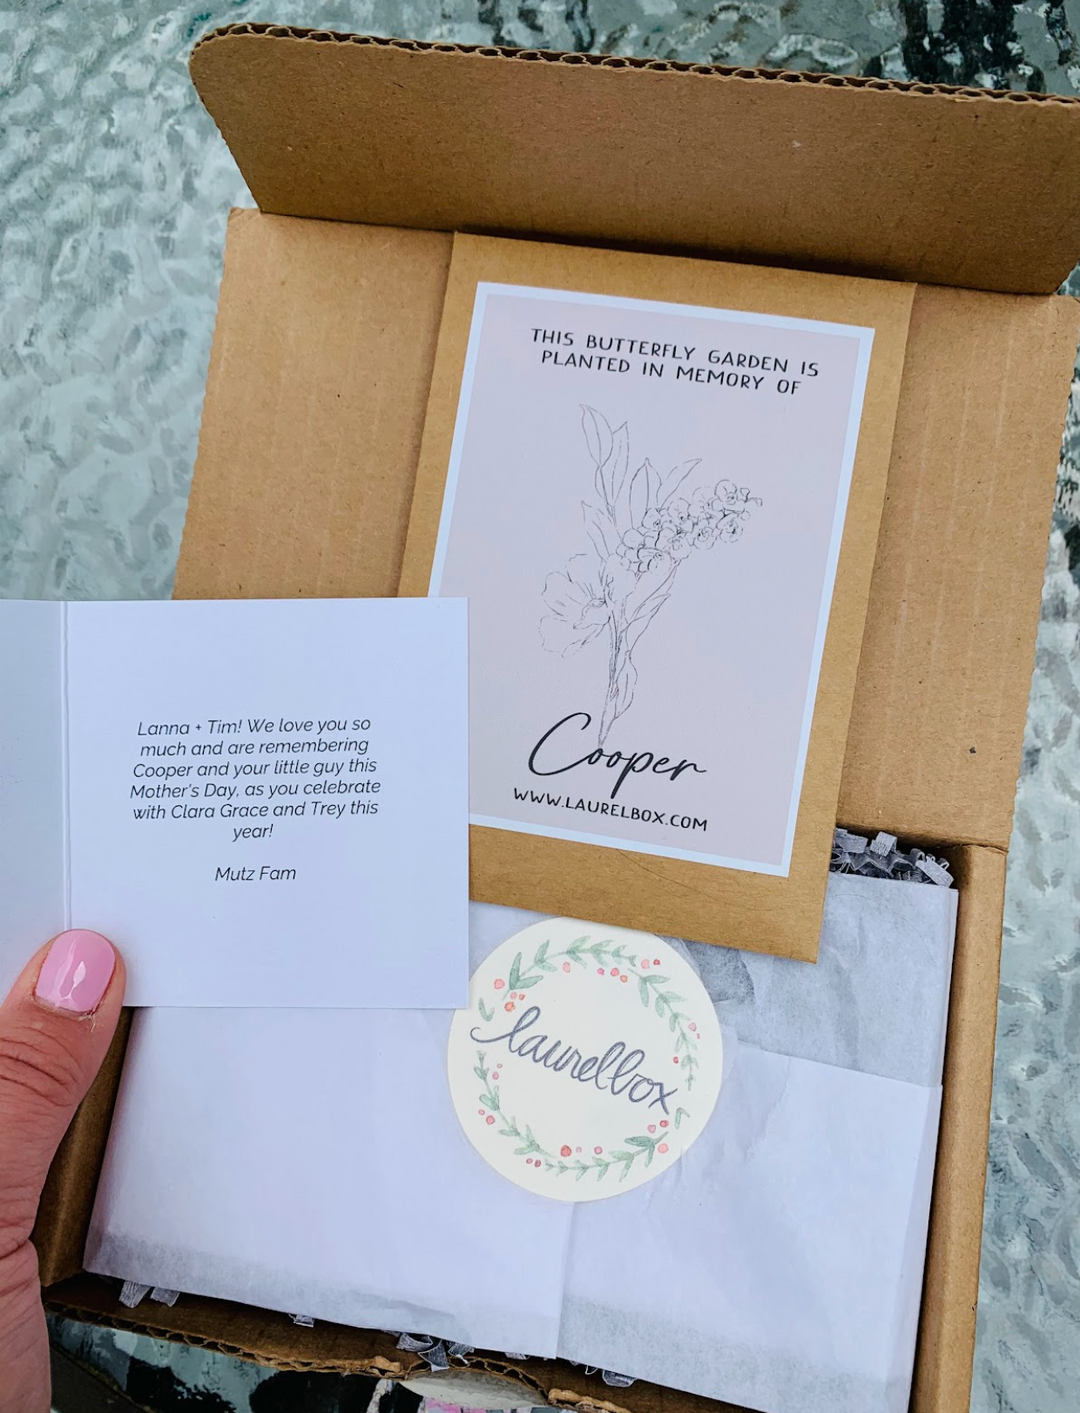 THIS BUTTERFLY GARDEN IS
PLANTED IN MEMORY OF
Cooper
WWW.LAURELBOX.COM
Lanna + Tim! We love you so
much and are remembering
Cooper and your little guy this
Mother's Day, as you celebrate
with Clara Grace and Trey this
year!
Mutz Fam
laurelbox